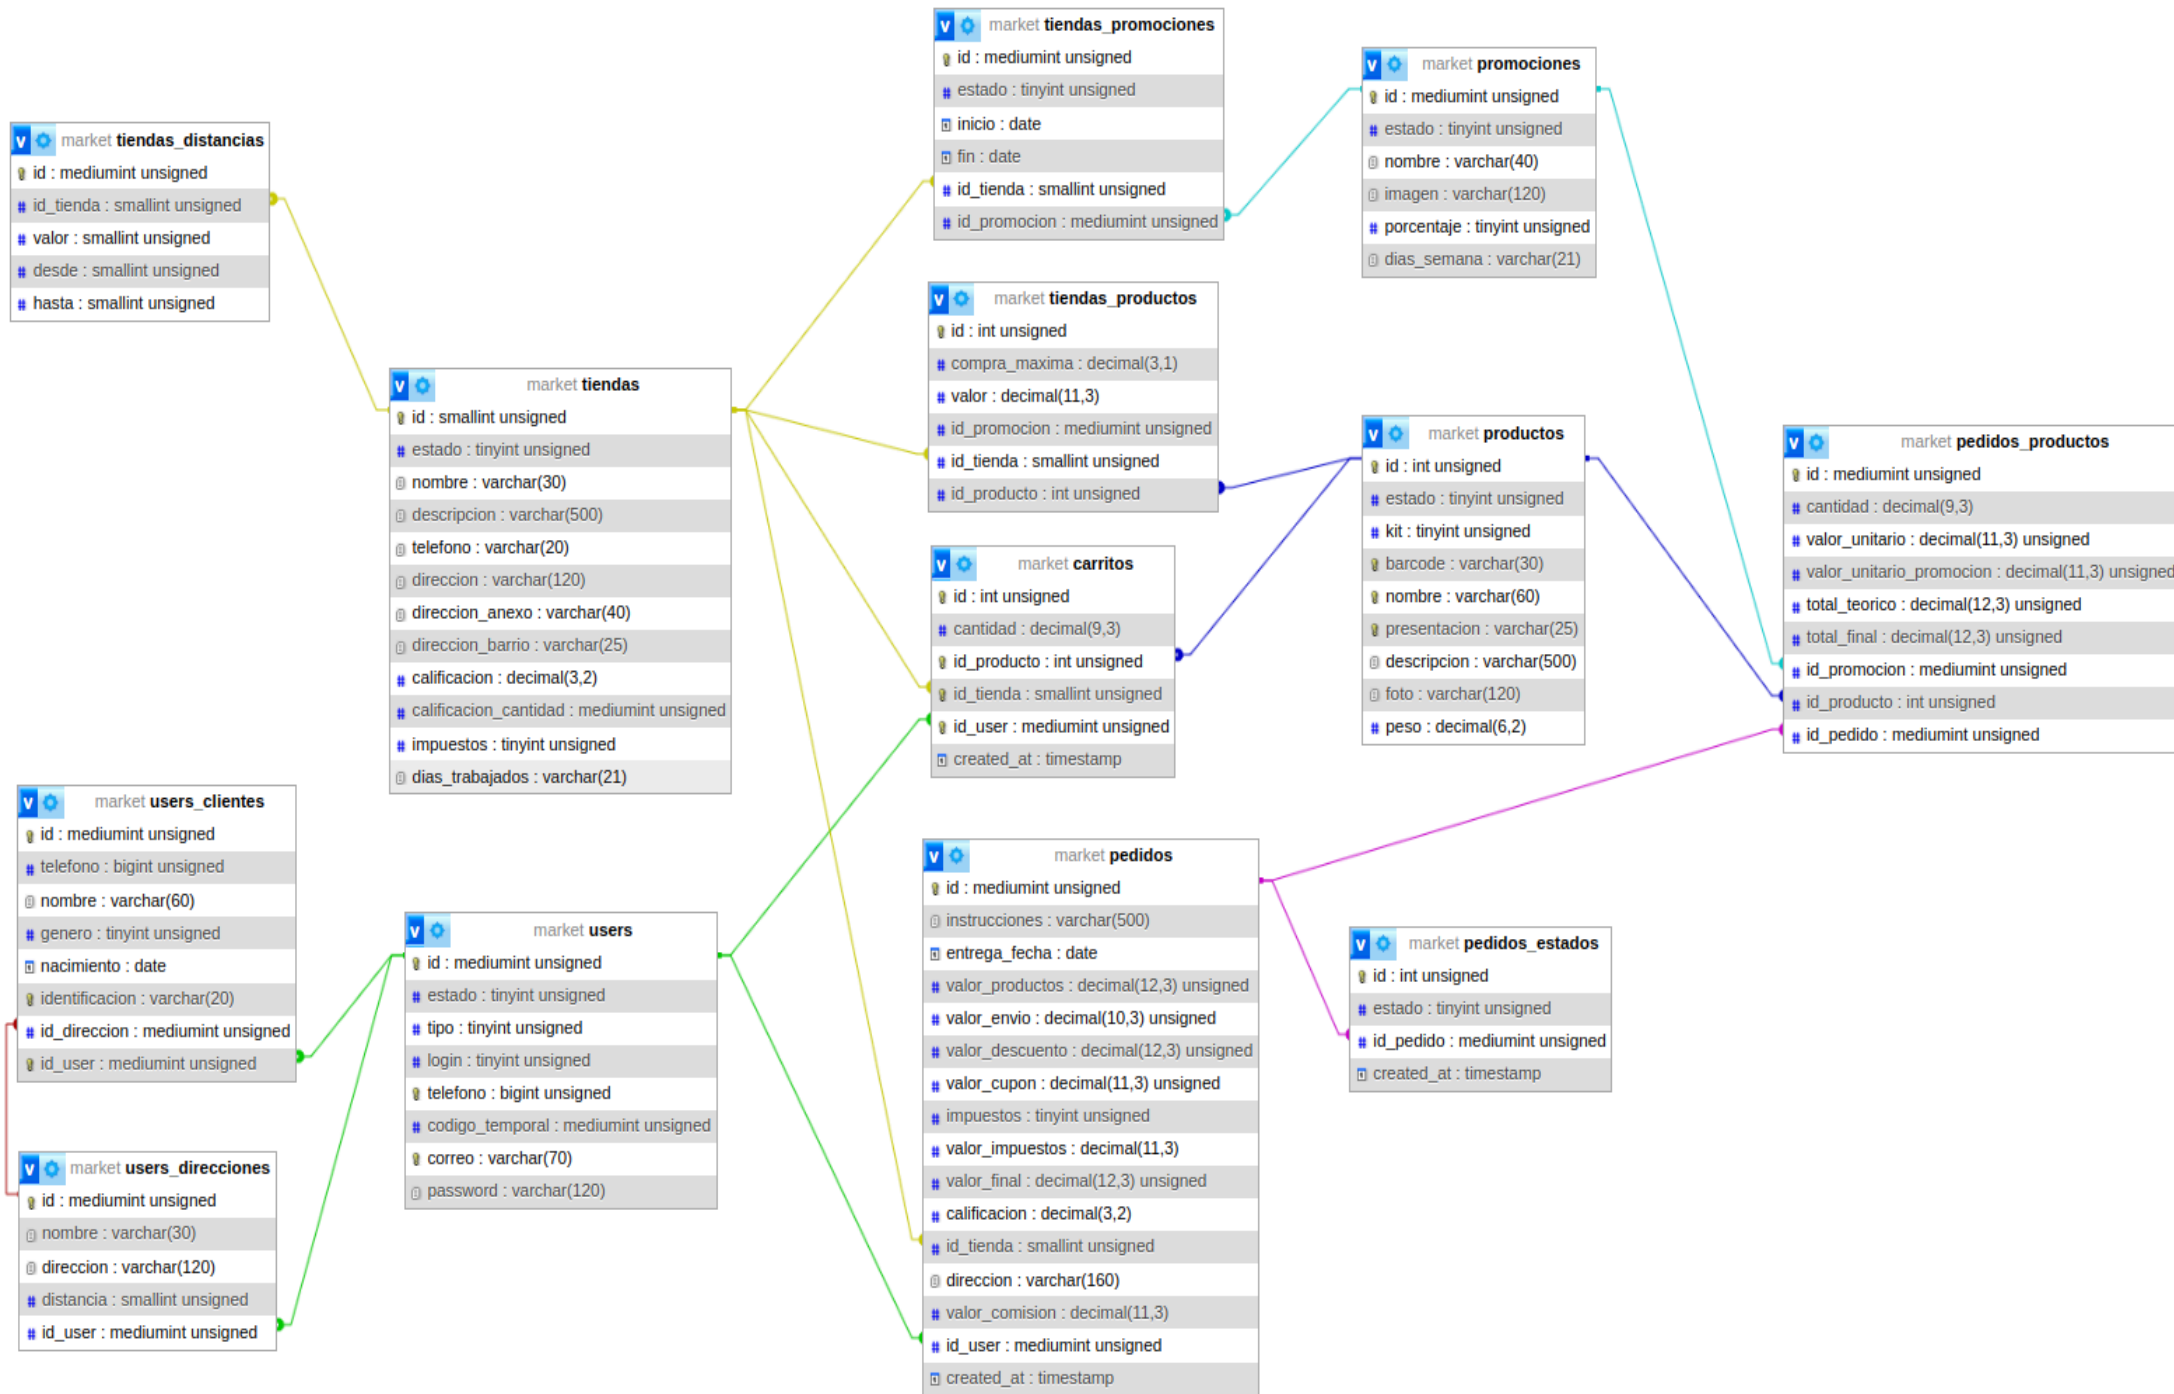 market tiendas_distancias
id : mediumint unsigned
id_tienda : smallint unsigned
valor : smallint unsigned
desde : smallint unsigned
hasta : smallint unsigned
market tiendas
id : smallint unsigned
estado : tinyint unsigned
nombre : varchar(30)
descripcion : varchar(500)
telefono : varchar(20)
direccion : varchar(120)
direccion_anexo : varchar(40)
direccion_barrio : varchar(25)
calificacion : decimal(3,2)
calificacion_cantidad : mediumint unsigned
impuestos : tinyint unsigned
dias_trabajados : varchar(21)
market users_clientes
id : mediumint unsigned
telefono : bigint unsigned
nombre : varchar(60)
genero : tinyint unsigned
nacimiento : date
identificacion : varchar(20)
id_direccion : mediumint unsigned
id_user : mediumint unsigned
market users_direcciones
id : mediumint unsigned
nombre : varchar(30)
direccion : varchar(120)
distancia : smallint unsigned
id_user : mediumint unsigned
market users
id : mediumint unsigned
estado : tinyint unsigned
tipo : tinyint unsigned
login : tinyint unsigned
telefono : bigint unsigned
codigo_temporal : mediumint unsigned
correo : varchar(70)
password : varchar(120)
market tiendas_promociones
id : mediumint unsigned
estado : tinyint unsigned
inicio : date
fin : date
id_tienda : smallint unsigned
id_promocion : mediumint unsigned
market tiendas_productos
id : int unsigned
compra_maxima : decimal(3,1)
valor : decimal(11,3)
id_promocion : mediumint unsigned
id_tienda : smallint unsigned
id_producto : int unsigned
market carritos
id : int unsigned
cantidad : decimal(9,3)
id_producto : int unsigned
id_tienda : smallint unsigned
id_user : mediumint unsigned
created_at : timestamp
market pedidos
id : mediumint unsigned
instrucciones : varchar(500)
entrega_fecha : date
valor_productos : decimal(12,3) unsigned
valor_envio : decimal(10,3) unsigned
valor_descuento : decimal(12,3) unsigned
valor_cupon : decimal(11,3) unsigned
impuestos : tinyint unsigned
valor_impuestos : decimal(11,3)
valor_final : decimal(12,3) unsigned
calificacion : decimal(3,2)
id_tienda : smallint unsigned
direccion : varchar(160)
valor_comision : decimal(11,3)
id_user : mediumint unsigned
created_at : timestamp
market promociones
id : mediumint unsigned
estado : tinyint unsigned
nombre : varchar(40)
imagen : varchar(120)
porcentaje : tinyint unsigned
dias_semana : varchar(21)
market productos
id : int unsigned
estado : tinyint unsigned
kit : tinyint unsigned
barcode : varchar(30)
nombre : varchar(60)
presentacion : varchar(25)
descripcion : varchar(500)
foto : varchar(120)
peso : decimal(6,2)
market pedidos_estados
id : int unsigned
estado : tinyint unsigned
id_pedido : mediumint unsigned
created_at : timestamp
market pedidos_productos
id : mediumint unsigned
cantidad : decimal(9,3)
valor_unitario : decimal(11,3) unsigned
valor_unitario_promocion : decimal(11,3) unsigned
total_teorico : decimal(12,3) unsigned
total_final : decimal(12,3) unsigned
id_promocion : mediumint unsigned
id_producto : int unsigned
id_pedido : mediumint unsigned